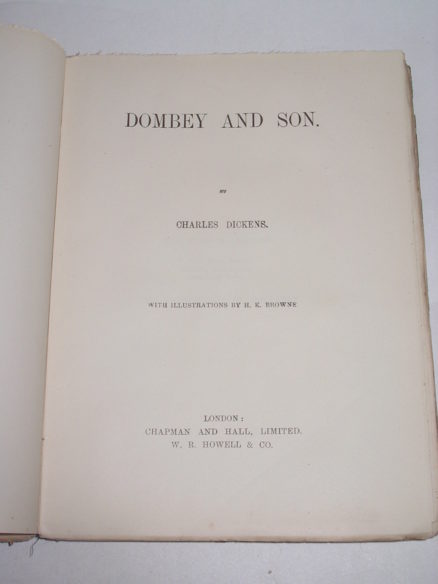 DOMBEY AND SON.
BY
CHARLES DICKENS.
WITH ILLUSTRATIONS BY H. K. BROWNE
LONDON:
CHAPMAN AND HALL, LIMITED.
W. R. HOWELL & CO.